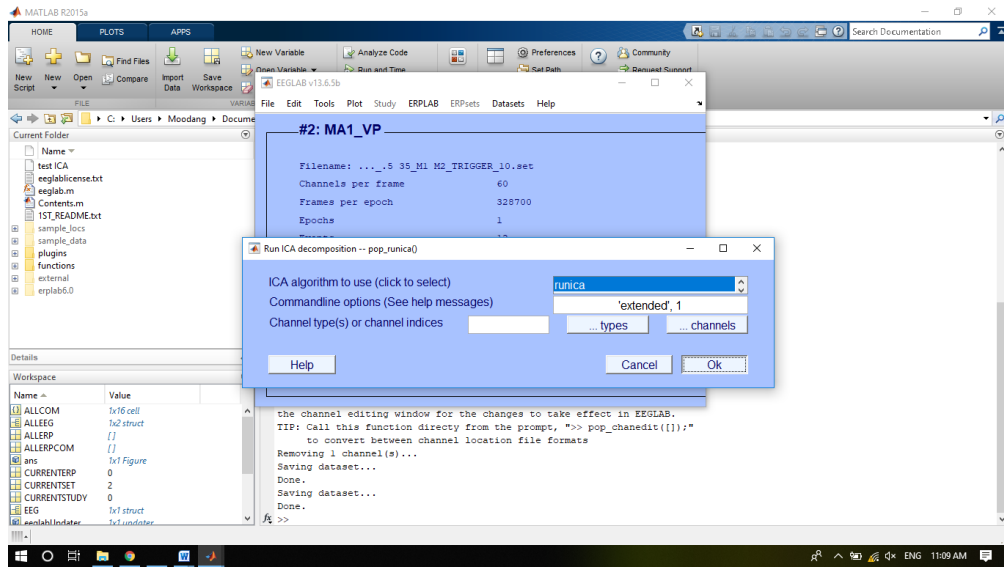 MATLAB R2015a
HOME PLOTS APPS
Search Documentation
New Script
New
Open
Find Files
Compare
Import Data
Save Workspace
New Variable
Open Variable
Analyze Code
Run and Time
Preferences
Set Path
Community
Request Support
FILE
VARIAB
C: Users Moodang Docume
Current Folder
Name
test ICA
eeglablicense.txt
eeglab.m
Contents.m
1ST_README.txt
sample_locs
sample_data
plugins
functions
external
erplab6.0
Details
Workspace
Name Value
ALLCOM 1x16 cell
ALLEEG 1x2 struct
ALLERP []
ALLERPCOM []
ans 1x1 Figure
CURRENTERP 0
CURRENTSET 2
CURRENTSTUDY 0
EEG 1x1 struct
eeglabUpdater 1x1 updater
EEGLAB v13.6.5b
File Edit Tools Plot Study ERPLAB ERPsets Datasets Help
#2: MA1_VP
Filename: ..._.5 35_M1 M2_TRIGGER_10.set
Channels per frame 60
Frames per epoch 328700
Epochs 1
Run ICA decomposition -- pop_runica()
ICA algorithm to use (click to select) runica
Commandline options (See help messages) 'extended', 1
Channel type(s) or channel indices ... types ... channels
Help Cancel Ok
the channel editing window for the changes to take effect in EEGLAB.
TIP: Call this function directy from the prompt, ">> pop_chanedit([]);"
to convert between channel location file formats
Removing 1 channel(s)...
Saving dataset...
Done.
Saving dataset...
Done.
fx >>
ENG 11:09 AM